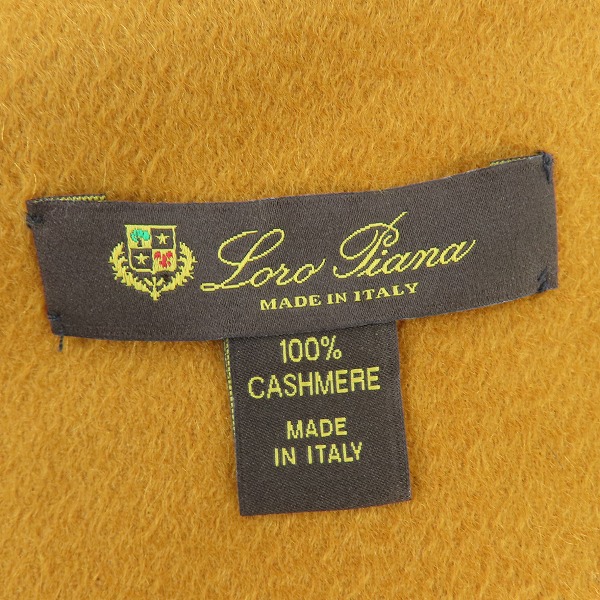 Loro Piana
MADE IN ITALY
100%
CASHMERE
MADE
IN ITALY